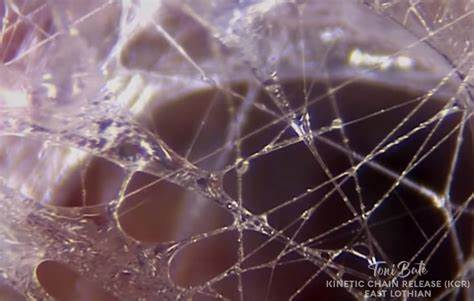 Toni Bate
KINETIC CHAIN RELEASE (KCR)
EAST LOTHIAN